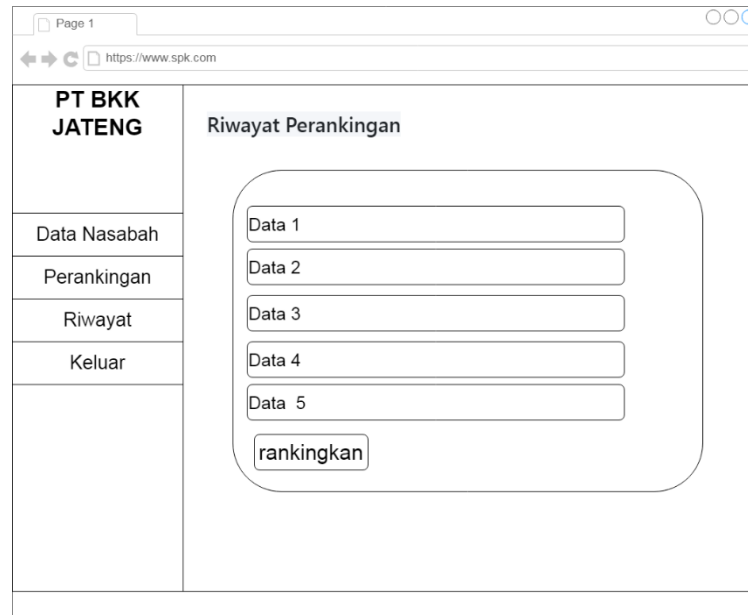 Page 1
https://www.spk.com
PT BKK
JATENG
Data Nasabah
Perankingan
Riwayat
Keluar
Riwayat Perankingan
Data 1
Data 2
Data 3
Data 4
Data  5
rankingkan